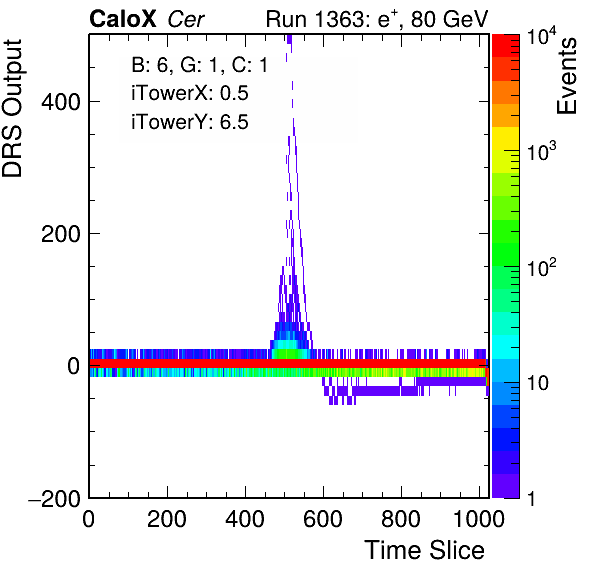 CaloX Cer Run 1363: e⁺, 80 GeV
B: 6, G: 1, C: 1
iTowerX: 0.5
iTowerY: 6.5
DRS Output
400
200
0
−200
0 200 400 600 800 1000
Time Slice
10⁴
10³
10²
10
1
Events